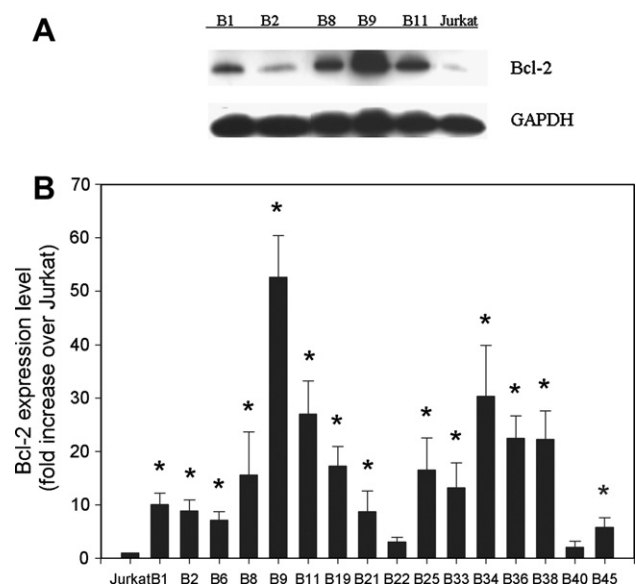 A
B1 B2 B8 B9 B11 Jurkat
Bcl-2
GAPDH
B
70
60
50
40
30
20
10
0
Bcl-2 expression level
(fold increase over Jurkat)
* * * * * * * * * * * * * * *
Jurkat B1 B2 B6 B8 B9 B11 B19 B21 B22 B25 B33 B34 B36 B38 B40 B45